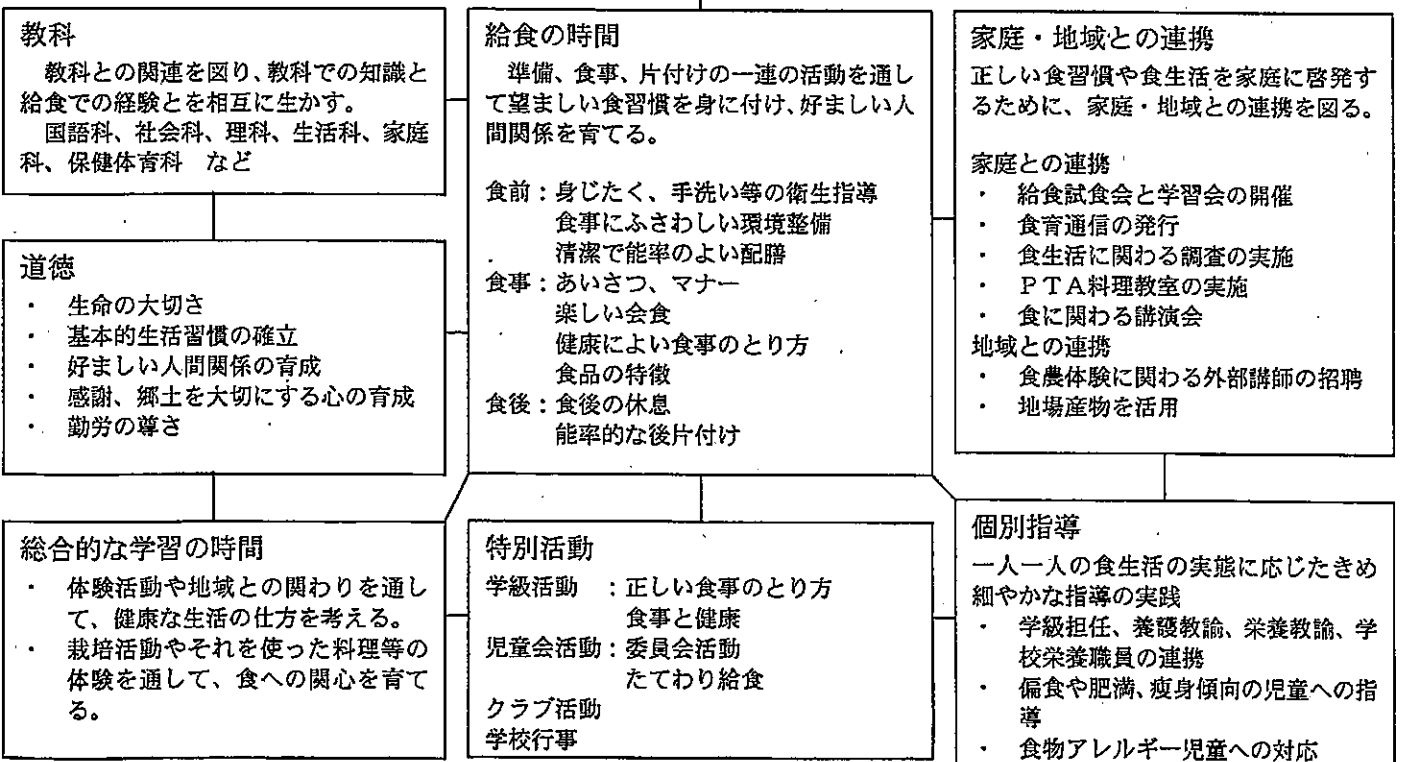 教科
教科との関連を図り、教科での知識と
給食での経験とを相互に生かす。
国語科、社会科、理科、生活科、家庭
科、保健体育科 など
道徳
・ 生命の大切さ
・ 基本的生活習慣の確立
・ 好ましい人間関係の育成
・ 感謝、郷土を大切にする心の育成
・ 勤労の尊さ
総合的な学習の時間
・ 体験活動や地域との関わりを通し
て、健康な生活の仕方を考える。
・ 栽培活動やそれを使った料理等の
体験を通して、食への関心を育て
る。
給食の時間
準備、食事、片付けの一連の活動を通し
て望ましい食習慣を身に付け、好ましい人
間関係を育てる。
食前：身じたく、手洗い等の衛生指導
食事にふさわしい環境整備
清潔で能率のよい配膳
食事：あいさつ、マナー
楽しい会食
健康によい食事のとり方
食品の特徴
食後：食後の休息
能率的な後片付け
特別活動
学級活動 ：正しい食事のとり方
食事と健康
児童会活動：委員会活動
たてわり給食
クラブ活動
学校行事
家庭・地域との連携
正しい食習慣や食生活を家庭に啓発す
るために、家庭・地域との連携を図る。
家庭との連携
・ 給食試食会と学習会の開催
・ 食育通信の発行
・ 食生活に関わる調査の実施
・ ＰＴＡ料理教室の実施
・ 食に関わる講演会
地域との連携
・ 食農体験に関わる外部講師の招聘
・ 地場産物を活用
個別指導
一人一人の食生活の実態に応じたきめ
細やかな指導の実践
・ 学級担任、養護教諭、栄養教諭、学
校栄養職員の連携
・ 偏食や肥満、痩身傾向の児童への指
導
・ 食物アレルギー児童への対応